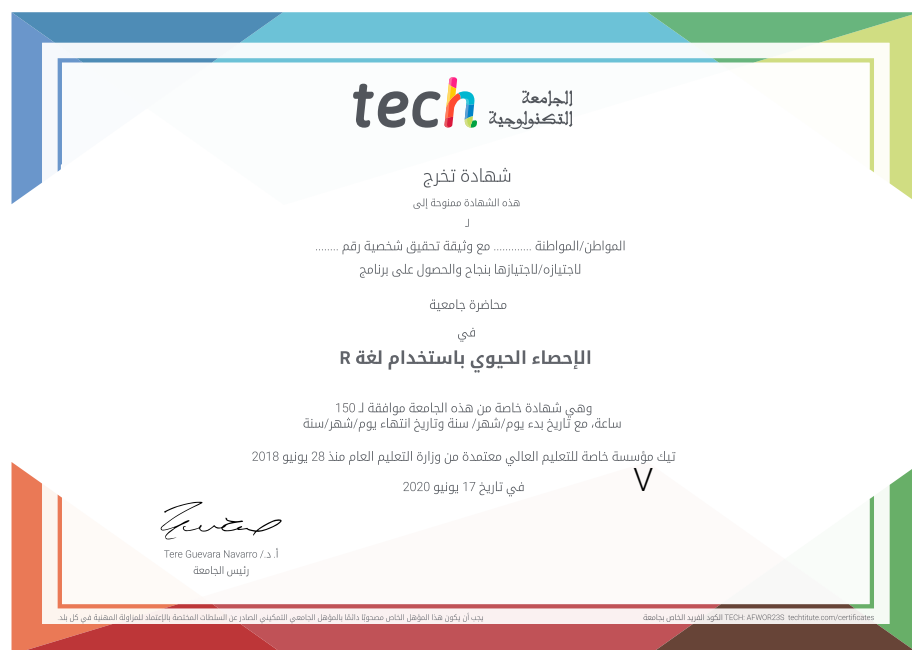 tech الجامعة
التكنولوجية
شهادة تخرج
هذه الشهادة ممنوحة إلى
لـ
المواطن/المواطنة ............. مع وثيقة تحقيق شخصية رقم ........
لاجتيازه/لاجتيازها بنجاح والحصول على برنامج
محاضرة جامعية
في
الإحصاء الحيوي باستخدام لغة R
وهي شهادة خاصة من هذه الجامعة موافقة لـ 150
ساعة، مع تاريخ بدء يوم/شهر/ سنة وتاريخ انتهاء يوم/شهر/سنة
تيك مؤسسة خاصة للتعليم العالي معتمدة من وزارة التعليم العام منذ 28 يونيو 2018
V
في تاريخ 17 يونيو 2020
أ. د./ Tere Guevara Navarro
رئيس الجامعة
يجب أن يكون هذا المؤهل الخاص مصحوبًا دائمًا بالمؤهل الجامعي التمكيني الصادر عن السلطات المختصة بالإعتماد للمزاولة المهنية في كل بلد.
الكود الفريد الخاص بجامعة TECH: AFWOR23S techtitute.com/certificates